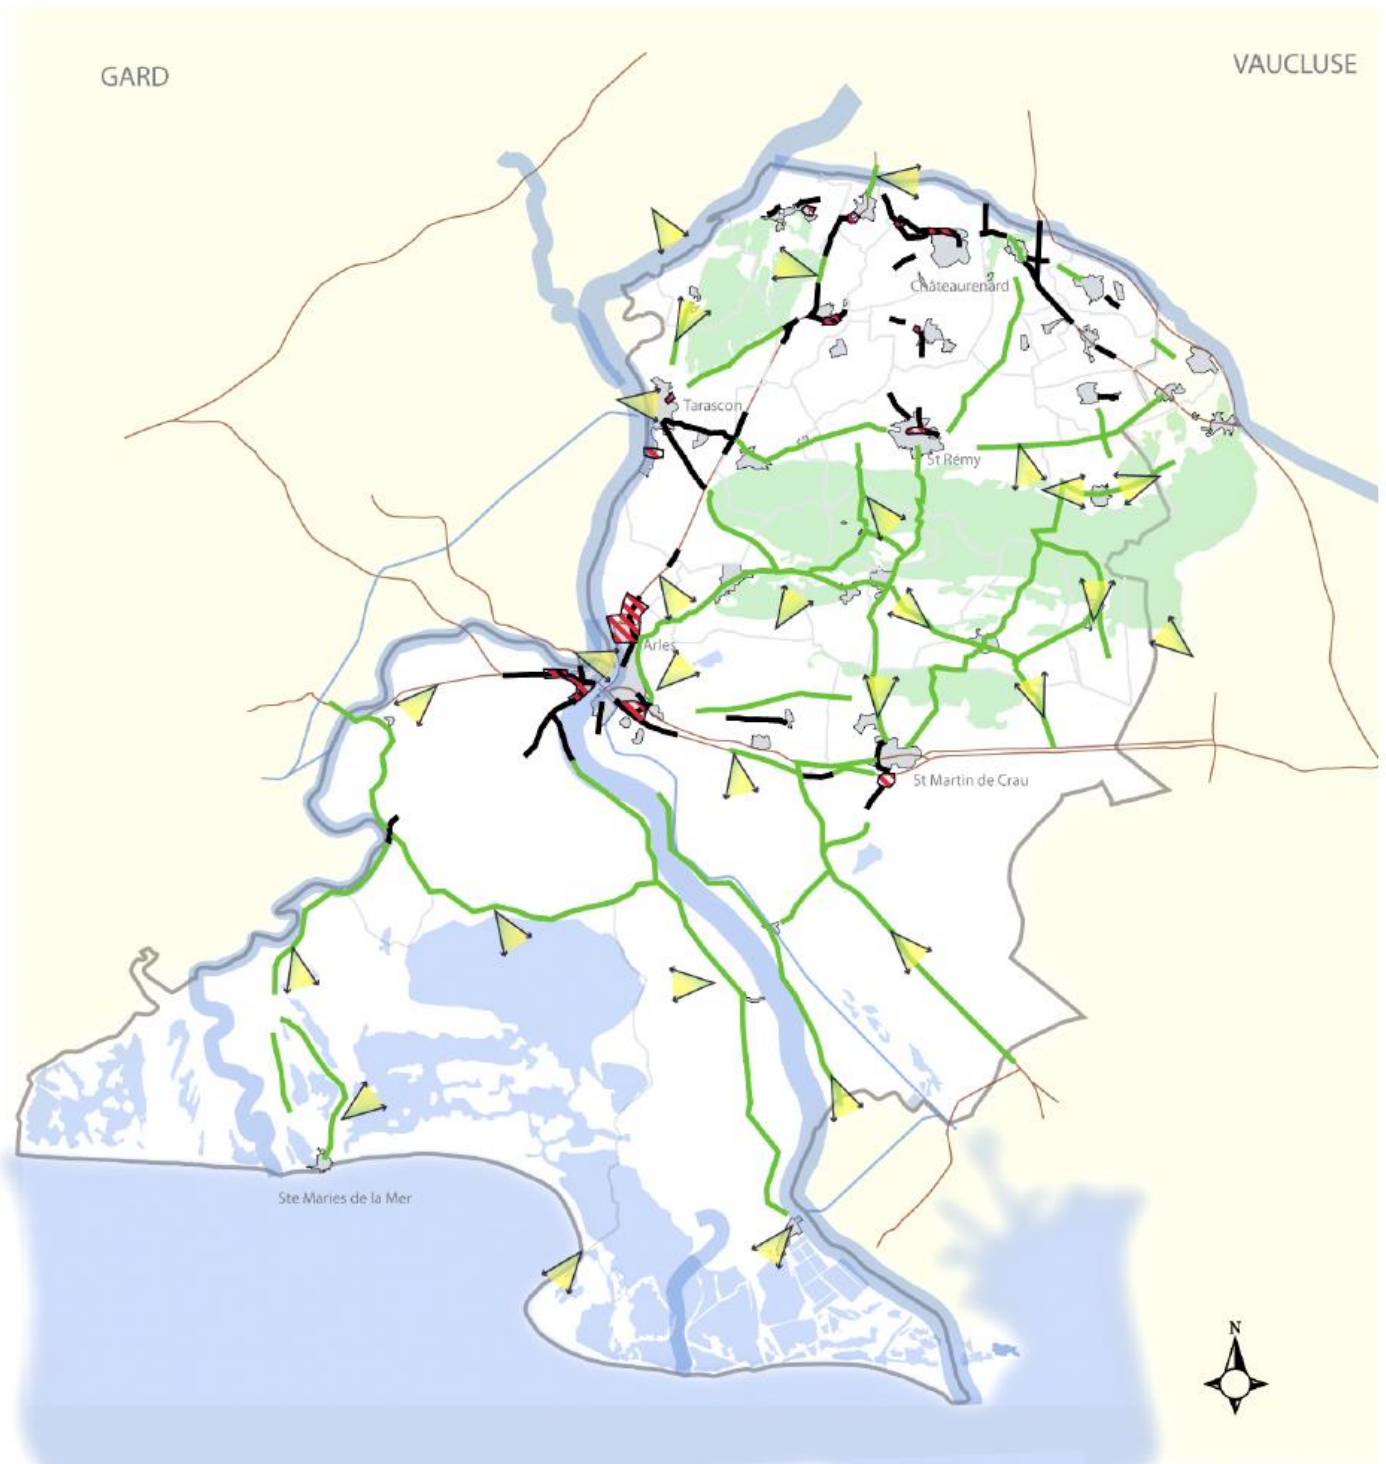 GARD
VAUCLUSE
Châteaurenard
Tarascon
St Rémy
Arles
St Martin de Crau
Ste Maries de la Mer
N